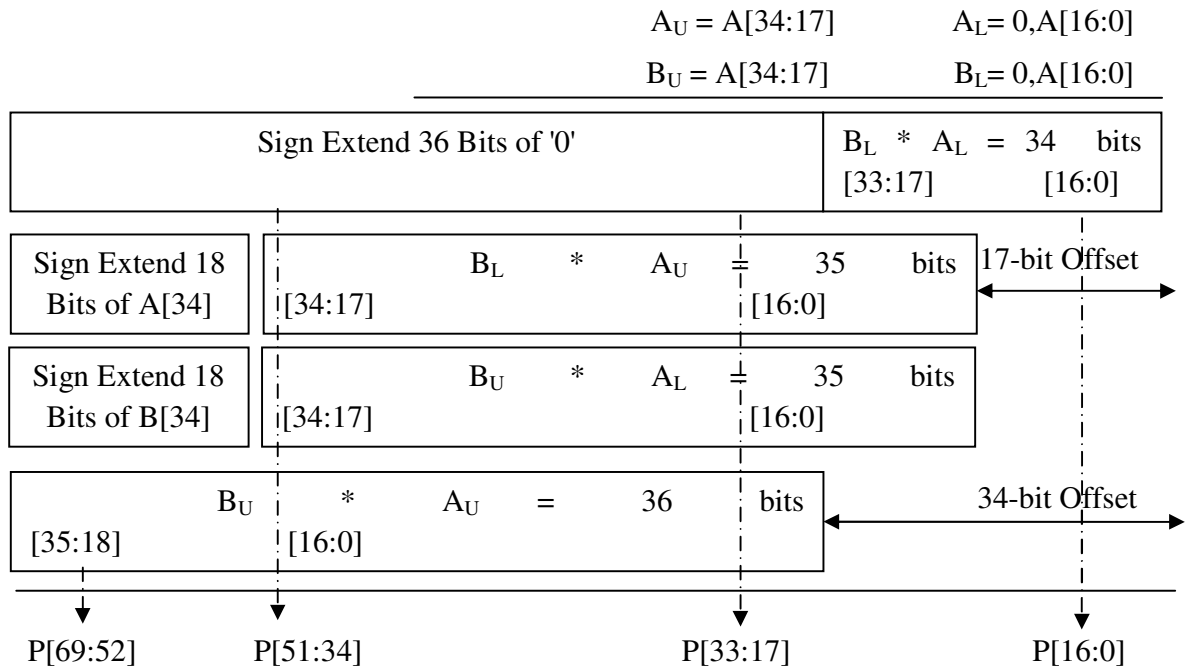 A_U = A[34:17] A_L= 0,A[16:0]
B_U = A[34:17] B_L= 0,A[16:0]
Sign Extend 36 Bits of '0' B_L * A_L = 34 bits
[33:17] [16:0]
Sign Extend 18 B_L * A_U = 35 bits 17-bit Offset
Bits of A[34] [34:17] [16:0]
Sign Extend 18 B_U * A_L = 35 bits
Bits of B[34] [34:17] [16:0]
B_U * A_U = 36 bits 34-bit Offset
[35:18] [16:0]
P[69:52] P[51:34] P[33:17] P[16:0]